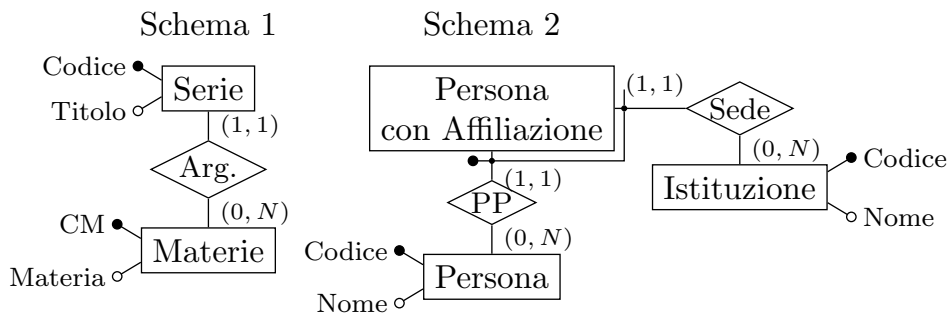 Schema 1
Codice
Serie
Titolo
(1, 1)
Arg.
(0, N)
CM
Materie
Materia
Schema 2
Persona
con Affiliazione
(1, 1)
Sede
(0, N)
Codice
Istituzione
Nome
(1, 1)
PP
(0, N)
Codice
Persona
Nome